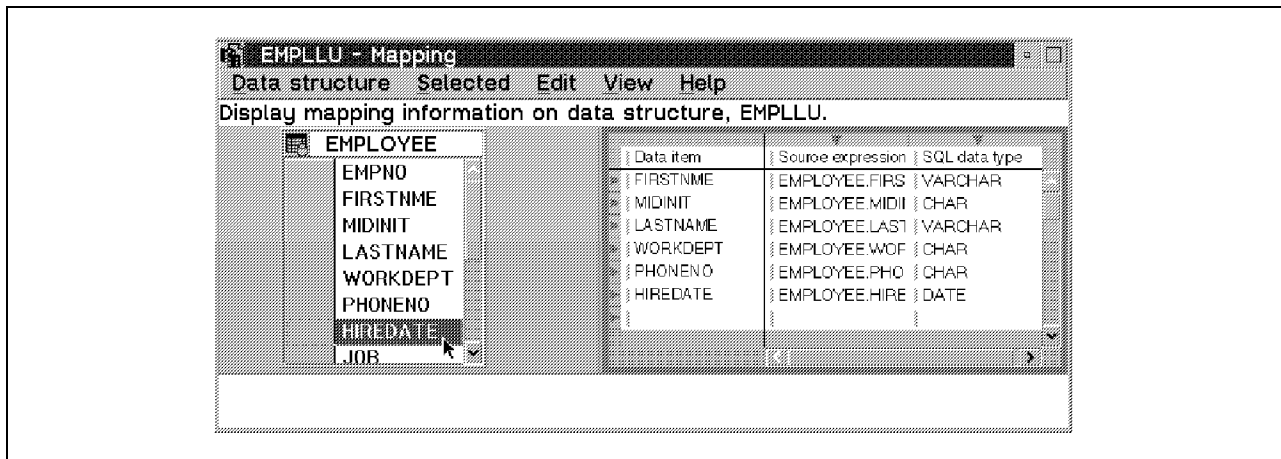 EMPLLU - Mapping
Data structure Selected Edit View Help
Display mapping information on data structure, EMPLLU.
EMPLOYEE
EMPNO
FIRSTNME
MIDINIT
LASTNAME
WORKDEPT
PHONENO
HIREDATE
JOB
Data item Source expression SQL data type
FIRSTNME EMPLOYEE.FIRS VARCHAR
MIDINIT EMPLOYEE.MIDII CHAR
LASTNAME EMPLOYEE.LAST VARCHAR
WORKDEPT EMPLOYEE.WOF CHAR
PHONENO EMPLOYEE.PHO CHAR
HIREDATE EMPLOYEE.HIRE DATE